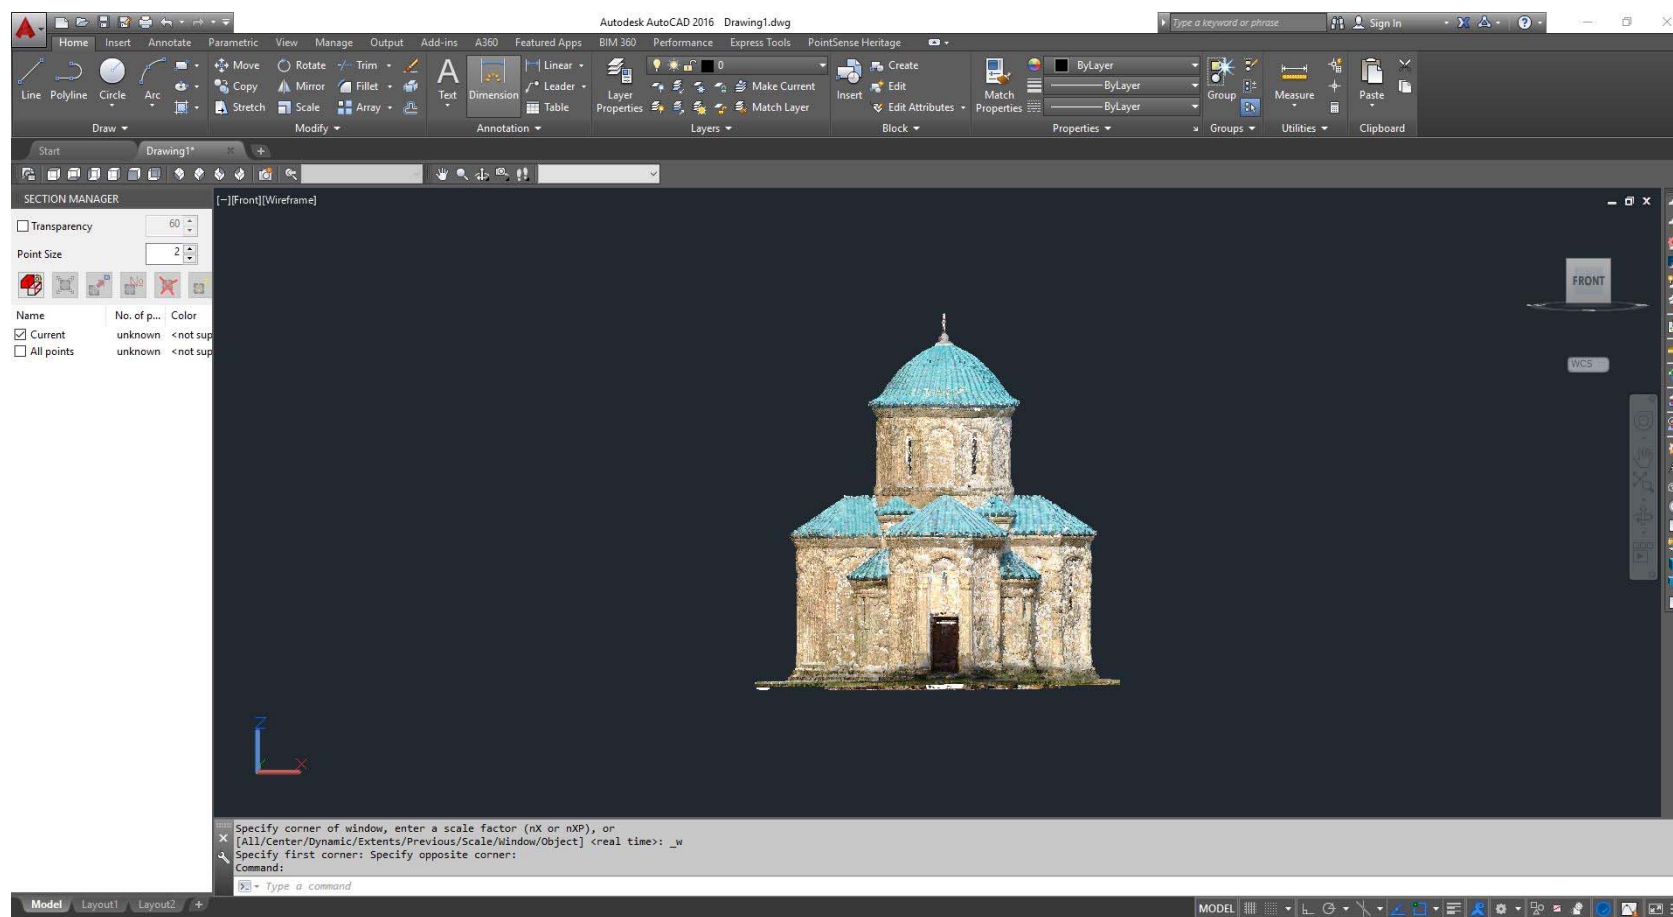 Autodesk AutoCAD 2016 Drawing1.dwg
Type a keyword or phrase
Sign In
Home Insert Annotate Parametric View Manage Output Add-ins A360 Featured Apps BIM 360 Performance Express Tools PointSense Heritage
Move Rotate Trim Linear 0 Create ByLayer
Copy Mirror Fillet Leader Make Current Edit ByLayer
Line Polyline Circle Arc Text Dimension Layer Insert Match Group Measure Paste
Stretch Scale Array Table Properties Match Layer Edit Attributes Properties ByLayer
Draw Modify Annotation Layers Block Properties Groups Utilities Clipboard
Start Drawing1* +
SECTION MANAGER
[−][Front][Wireframe]
Transparency 60
Point Size 2
FRONT
Name No. of p... Color
Current unknown <not sup
All points unknown <not sup
WCS
Z
Y X
Specify corner of window, enter a scale factor (nX or nXP), or
[All/Center/Dynamic/Extents/Previous/Scale/Window/Object] <real time>: _w
Specify first corner: Specify opposite corner:
Command:
Type a command
Model Layout1 Layout2 +
MODEL